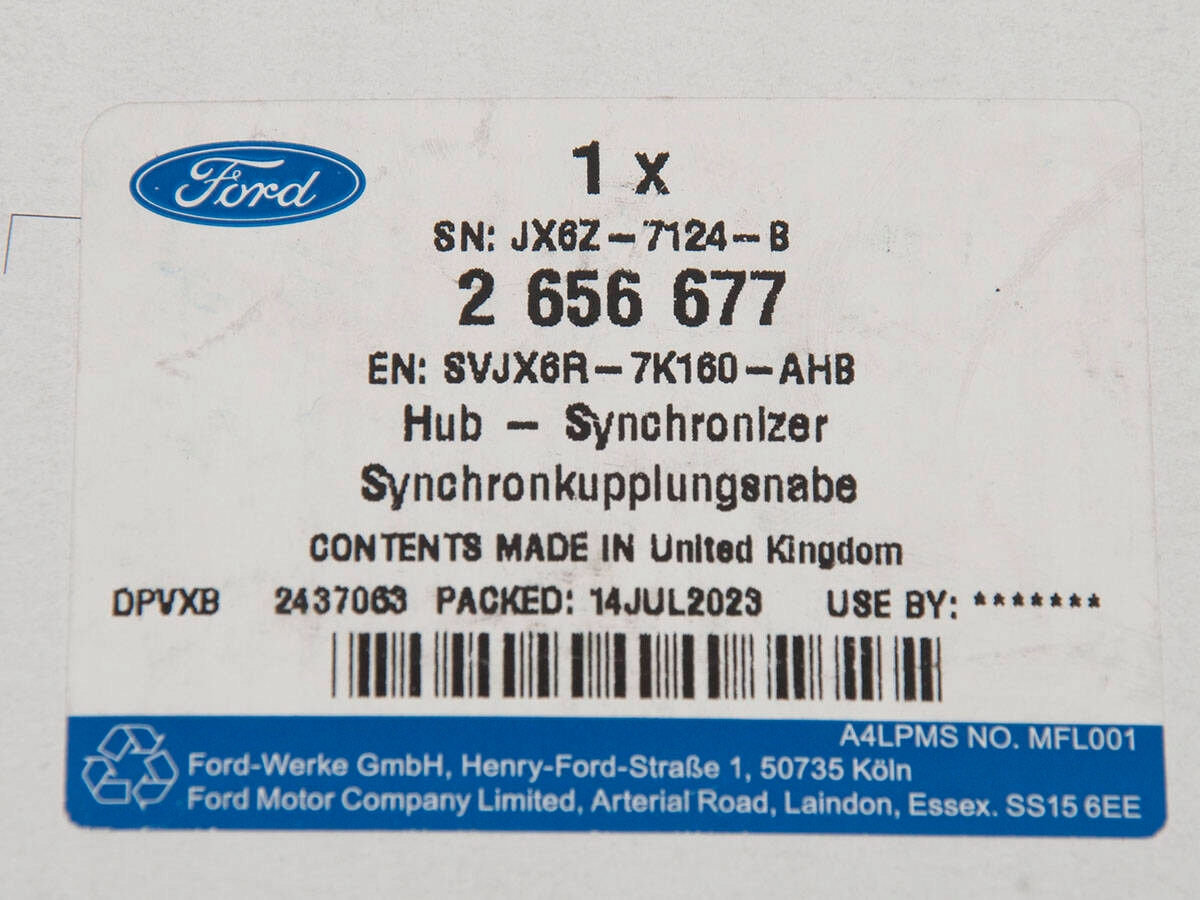 Ford
1 x
SN: JX6Z-7124-B
2 656 677
EN: SVJX6R-7K160-AHB
Hub - Synchronizer
Synchronkupplungsnabe
CONTENTS MADE IN United Kingdom
DPVXB 2437063 PACKED: 14JUL2023 USE BY: *******
A4LPMS NO. MFL001
Ford-Werke GmbH, Henry-Ford-Straße 1, 50735 Köln
Ford Motor Company Limited, Arterial Road, Laindon, Essex. SS15 6EE